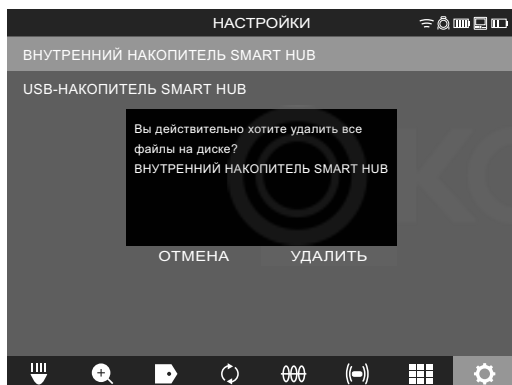 НАСТРОЙКИ
ВНУТРЕННИЙ НАКОПИТЕЛЬ SMART HUB
USB-НАКОПИТЕЛЬ SMART HUB
Вы действительно хотите удалить все
файлы на диске?
ВНУТРЕННИЙ НАКОПИТЕЛЬ SMART HUB
ОТМЕНА УДАЛИТЬ